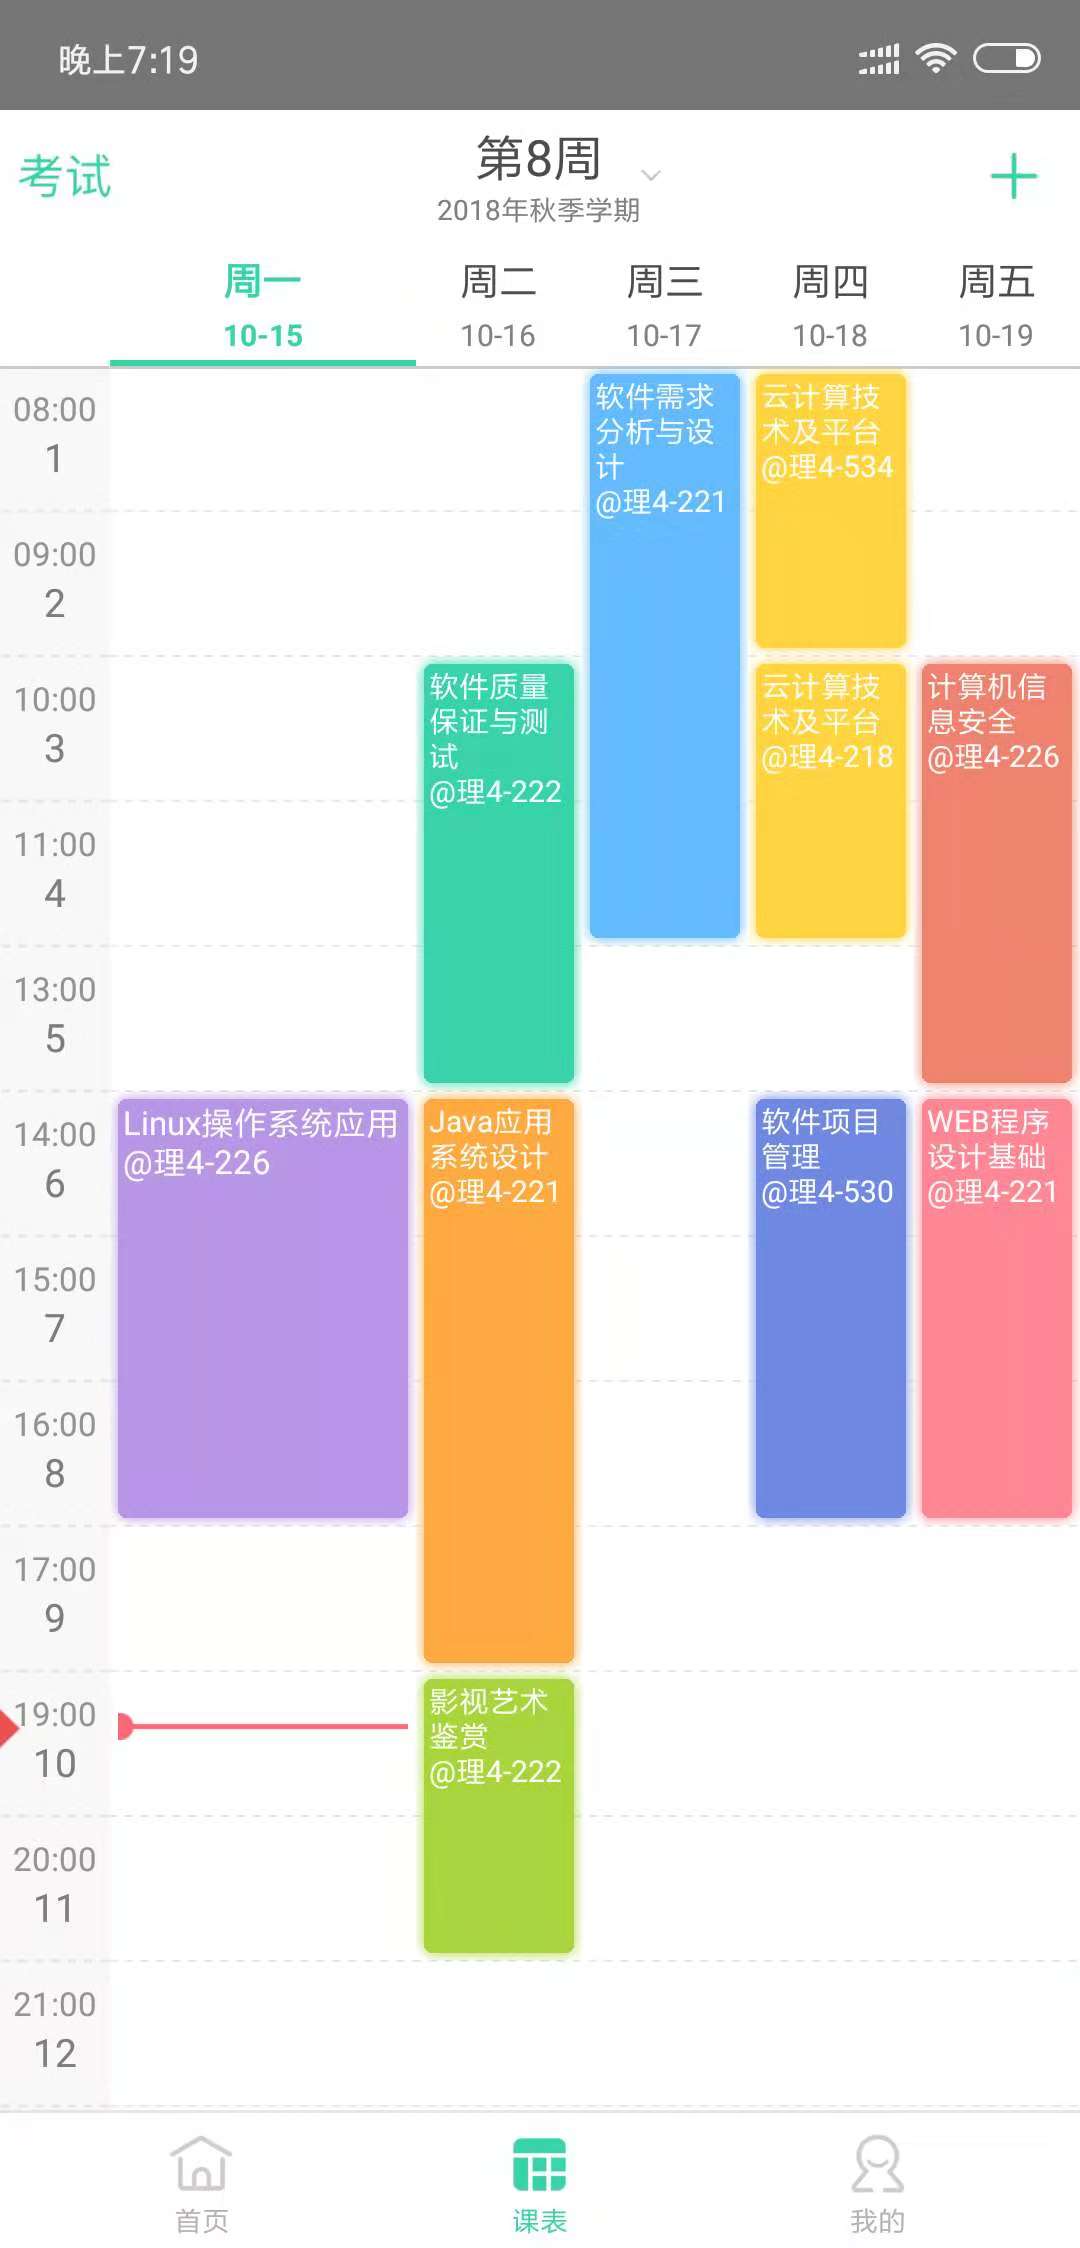 晚上7:19
考试
第8周
2018年秋季学期
周一
周二
周三
周四
周五
10-15
10-16
10-17
10-18
10-19
08:00
1
09:00
2
10:00
3
11:00
4
13:00
5
14:00
6
15:00
7
16:00
8
17:00
9
19:00
10
20:00
11
21:00
12
Linux操作系统应用
@理4-226
软件质量
保证与测
试
@理4-222
Java应用
系统设计
@理4-221
影视艺术
鉴赏
@理4-222
软件需求
分析与设
计
@理4-221
云计算技
术及平台
@理4-534
云计算技
术及平台
@理4-218
软件项目
管理
@理4-530
计算机信
息安全
@理4-226
WEB程序
设计基础
@理4-221
首页
课表
我的